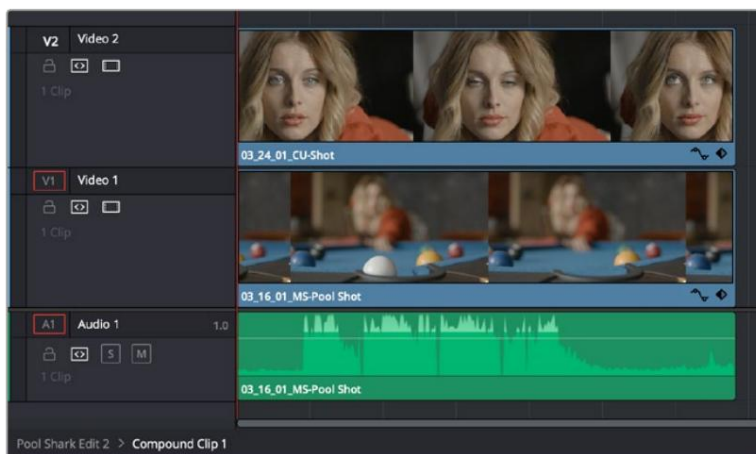 V2 Video 2
1 Clip
03_24_01_CU-Shot
V1 Video 1
1 Clip
03_16_01_MS-Pool Shot
A1 Audio 1 1.0
S M
1 Clip
03_16_01_MS-Pool Shot
Pool Shark Edit 2 > Compound Clip 1